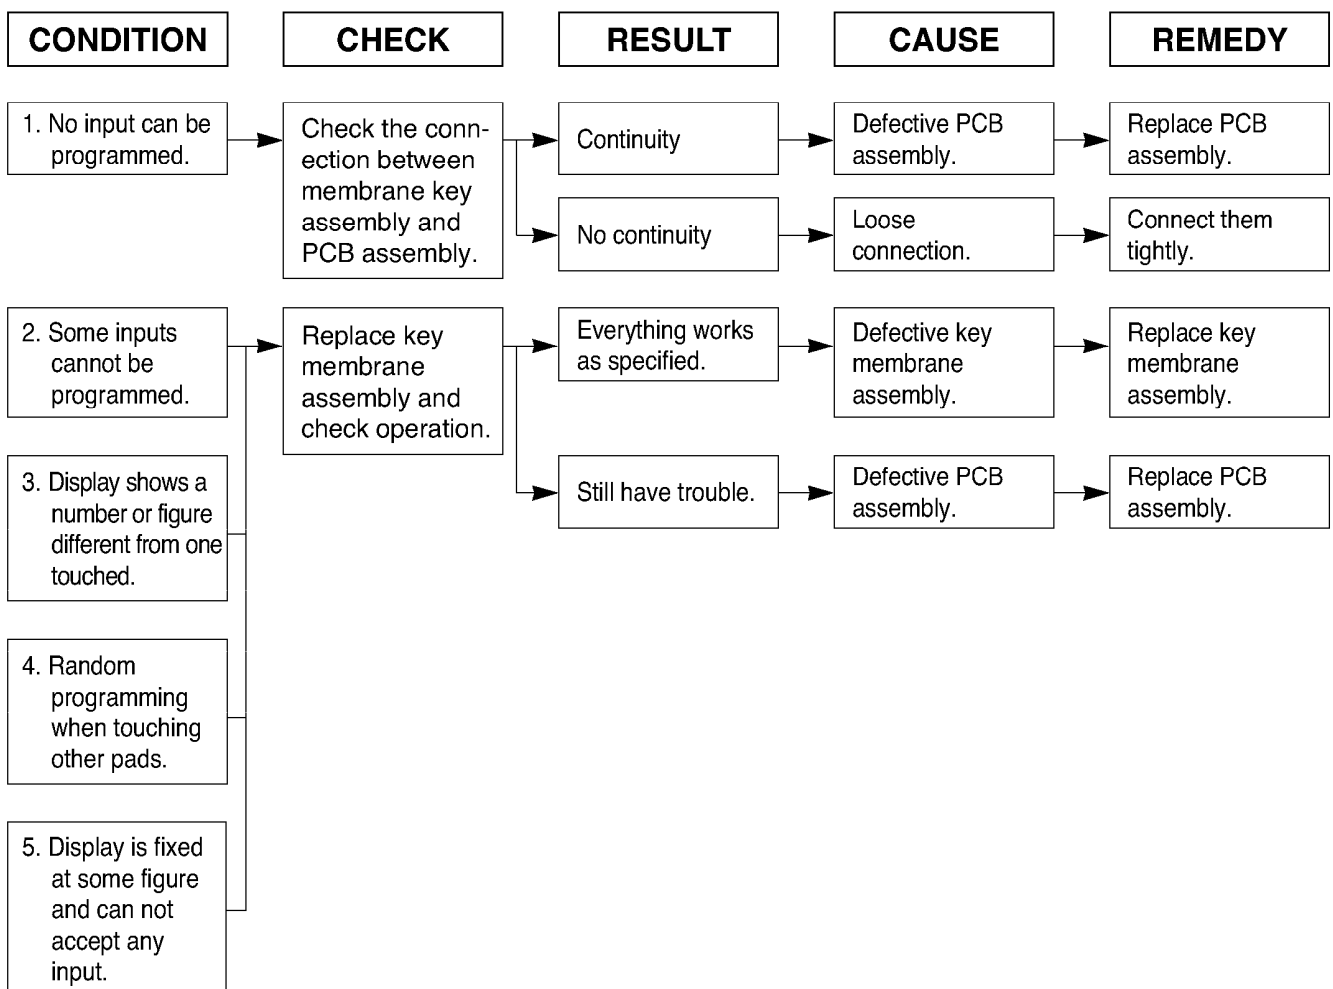 CONDITION
CHECK
RESULT
CAUSE
REMEDY
1. No input can be
programmed.
Check the conn-
ection between
membrane key
assembly and
PCB assembly.
Continuity
Defective PCB
assembly.
Replace PCB
assembly.
No continuity
Loose
connection.
Connect them
tightly.
2. Some inputs
cannot be
programmed.
Replace key
membrane
assembly and
check operation.
Everything works
as specified.
Defective key
membrane
assembly.
Replace key
membrane
assembly.
Still have trouble.
Defective PCB
assembly.
Replace PCB
assembly.
3. Display shows a
number or figure
different from one
touched.
4. Random
programming
when touching
other pads.
5. Display is fixed
at some figure
and can not
accept any
input.